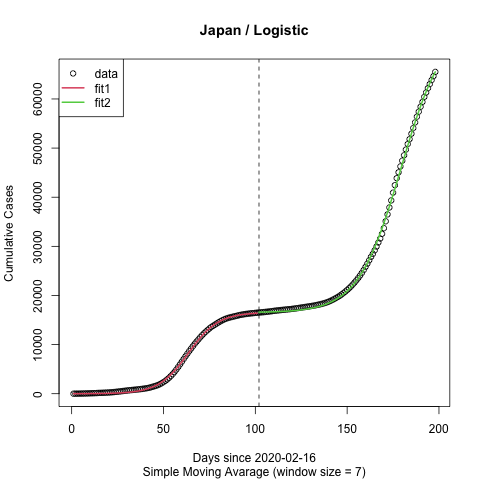 Japan / Logistic
data
fit1
fit2
Cumulative Cases
0
10000
20000
30000
40000
50000
60000
0
50
100
150
200
Days since 2020-02-16
Simple Moving Avarage (window size = 7)